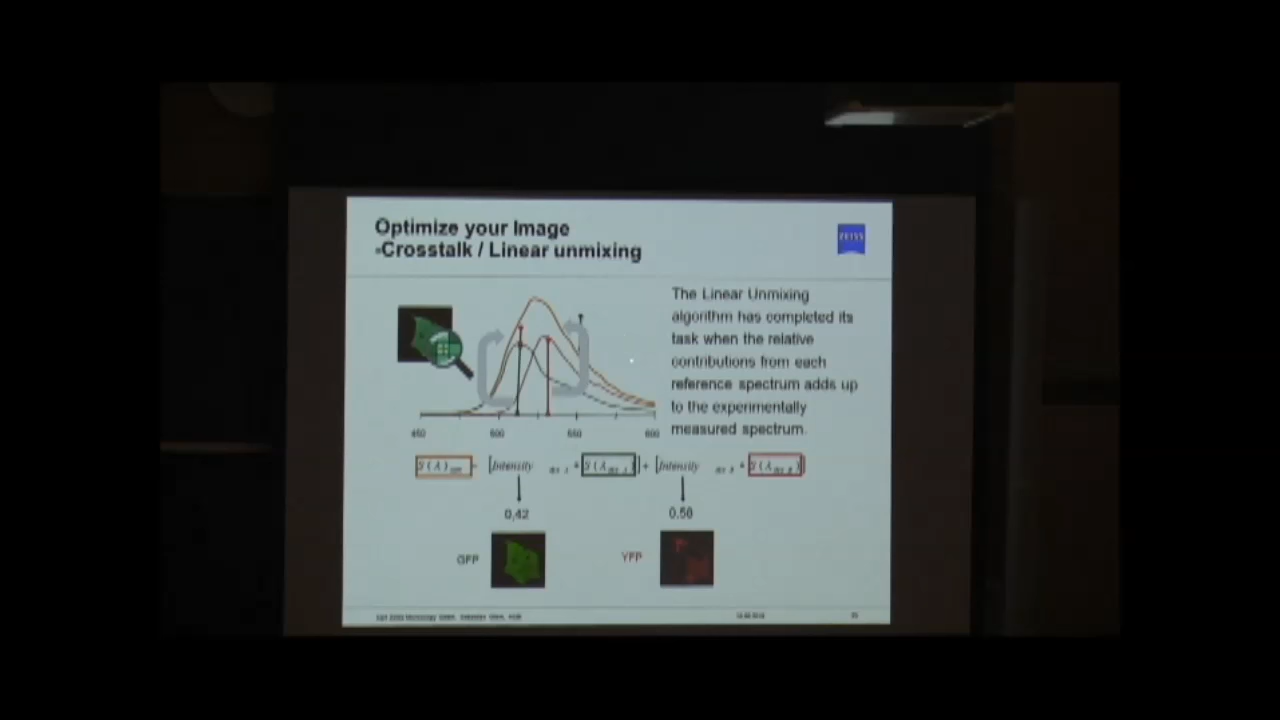 Optimize your Image
-Crosstalk / Linear unmixing
ZEISS
The Linear Unmixing
algorithm has completed its
task when the relative
contributions from each
reference spectrum adds up
to the experimentally
measured spectrum.
450 500 550 600
[Intensity + [Intensity
0,42 0.58
GFP YFP